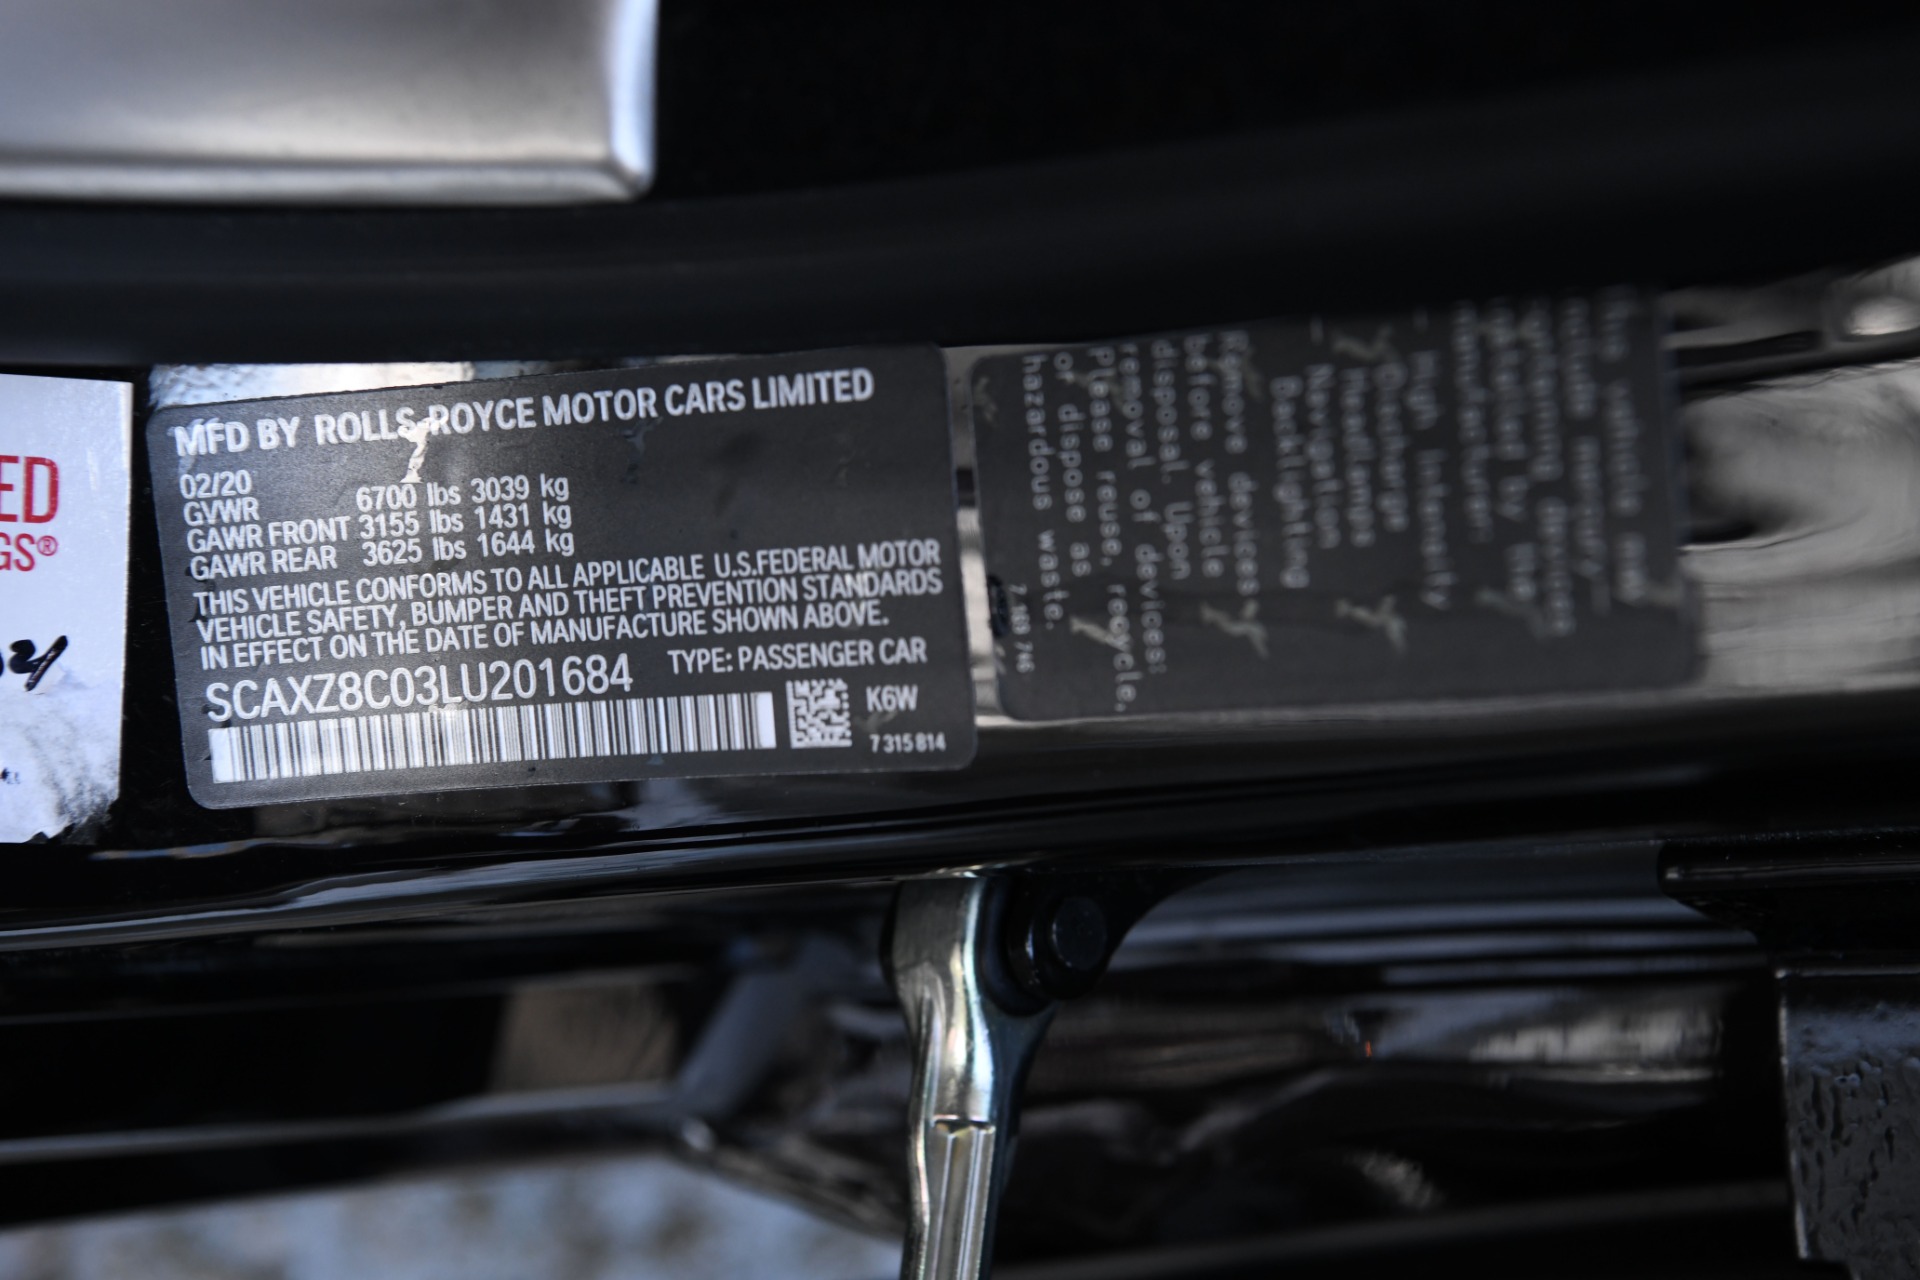 ED
GS®
MFD BY ROLLS-ROYCE MOTOR CARS LIMITED
02/20
GVWR 6700 lbs 3039 kg
GAWR FRONT 3155 lbs 1431 kg
GAWR REAR 3625 lbs 1644 kg
THIS VEHICLE CONFORMS TO ALL APPLICABLE U.S.FEDERAL MOTOR
VEHICLE SAFETY, BUMPER AND THEFT PREVENTION STANDARDS
IN EFFECT ON THE DATE OF MANUFACTURE SHOWN ABOVE.
SCAXZ8C03LU201684 TYPE: PASSENGER CAR
K6W
7 315 814
manufacturer:
- High Intensity
Discharge
Headlamps
- Navigation
Backlighting
Remove devices
before vehicle
disposal. Upon
removal of devices:
Please reuse, recycle,
or dispose as
hazardous waste.